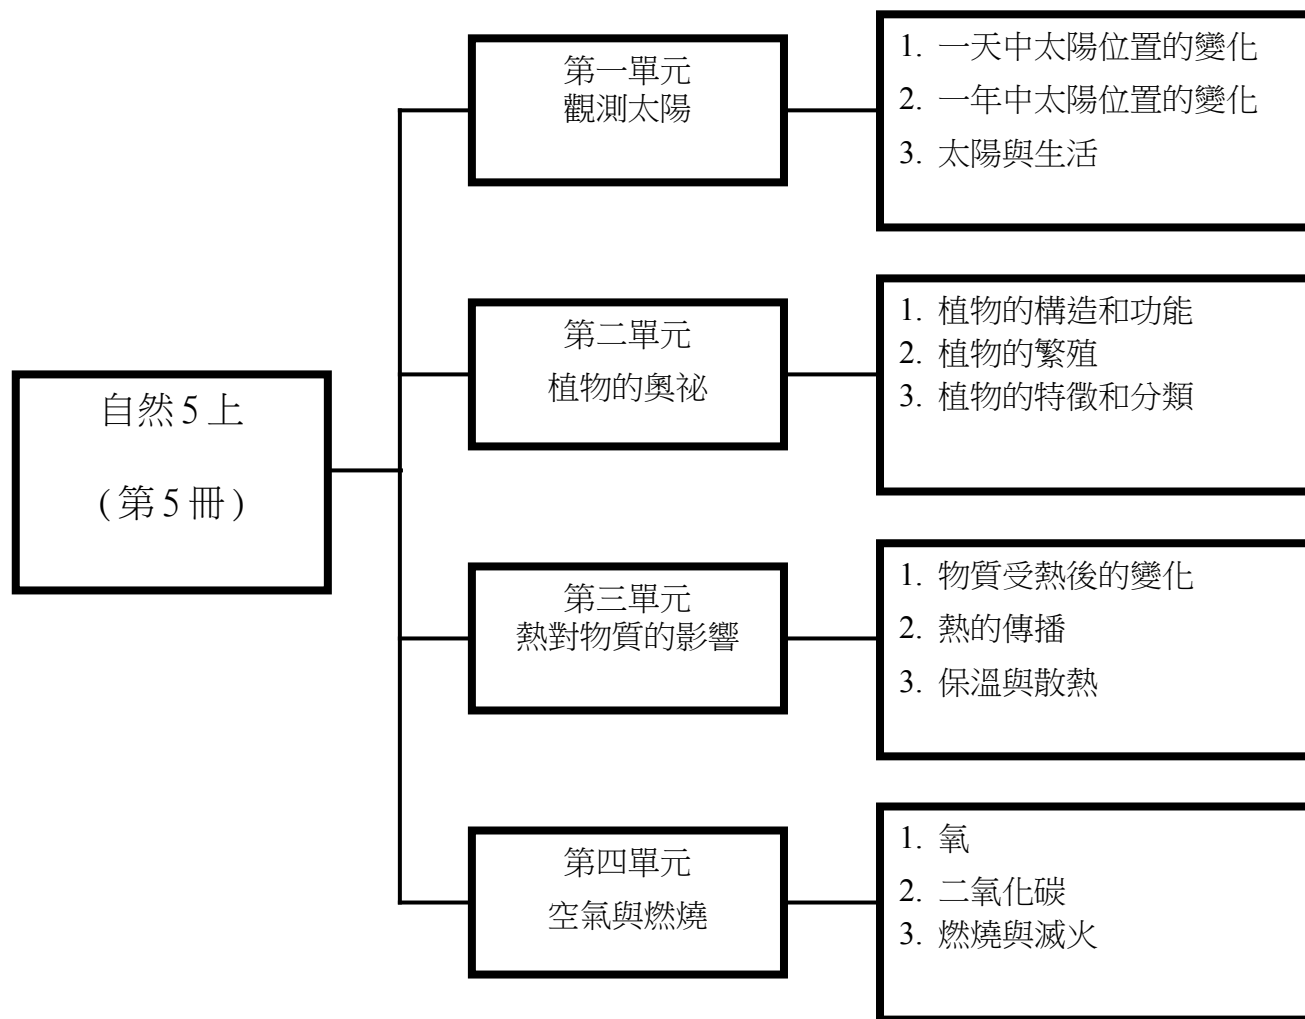 自然5上
(第5冊)
第一單元
觀測太陽
1. 一天中太陽位置的變化
2. 一年中太陽位置的變化
3. 太陽與生活
第二單元
植物的奧祕
1. 植物的構造和功能
2. 植物的繁殖
3. 植物的特徵和分類
第三單元
熱對物質的影響
1. 物質受熱後的變化
2. 熱的傳播
3. 保溫與散熱
第四單元
空氣與燃燒
1. 氧
2. 二氧化碳
3. 燃燒與滅火